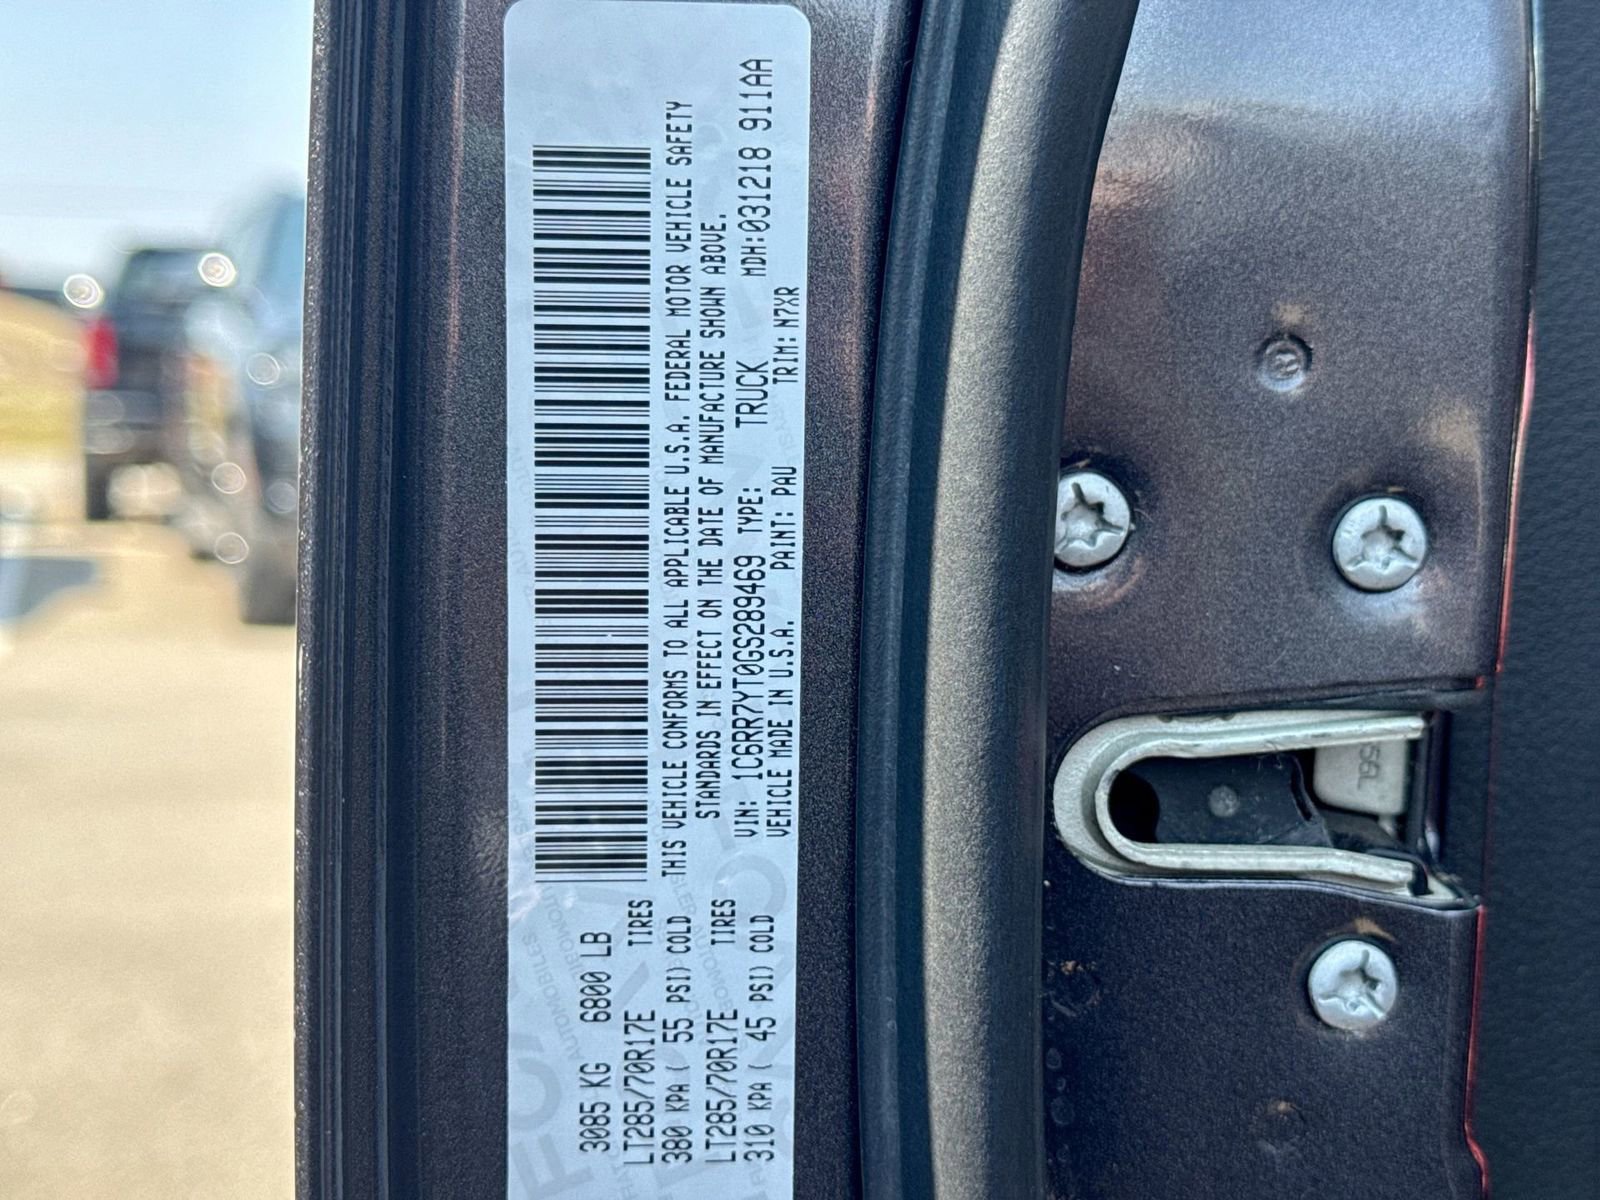 3085 KG 6800 LB
LT285/70R17E TIRES
380 KPA ( 55 PSI) COLD
LT285/70R17E TIRES
310 KPA ( 45 PSI) COLD
THIS VEHICLE CONFORMS TO ALL APPLICABLE U.S.A. FEDERAL MOTOR VEHICLE SAFETY
STANDARDS IN EFFECT ON THE DATE OF MANUFACTURE SHOWN ABOVE.
VIN: 1C6RR7YT0GS289469 TYPE: TRUCK MDH:031218 911AA
VEHICLE MADE IN U.S.A. PAINT: PAU TRIM: N7XR
56L